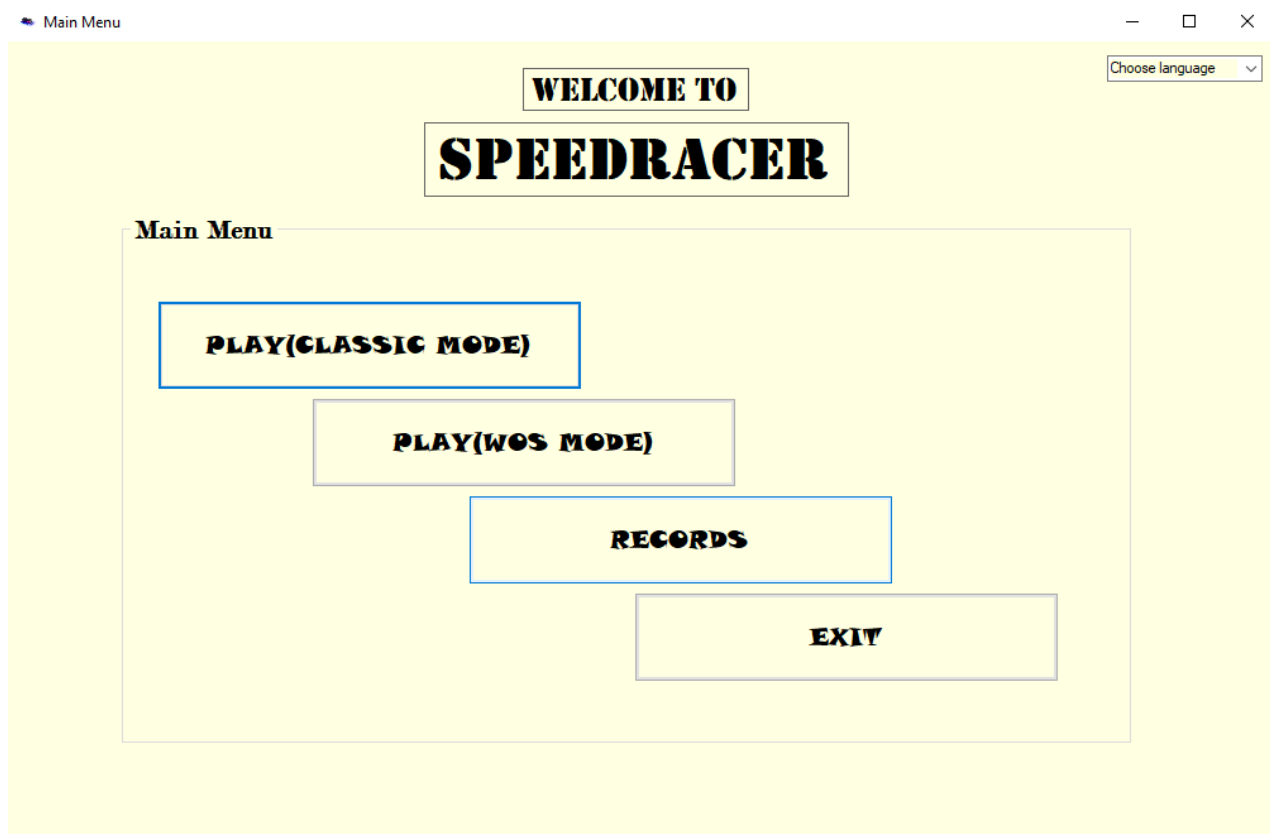 Main Menu
Choose language
WELCOME TO
SPEEDRACER
Main Menu
PLAY(CLASSIC MODE)
PLAY(WOS MODE)
RECORDS
EXIT